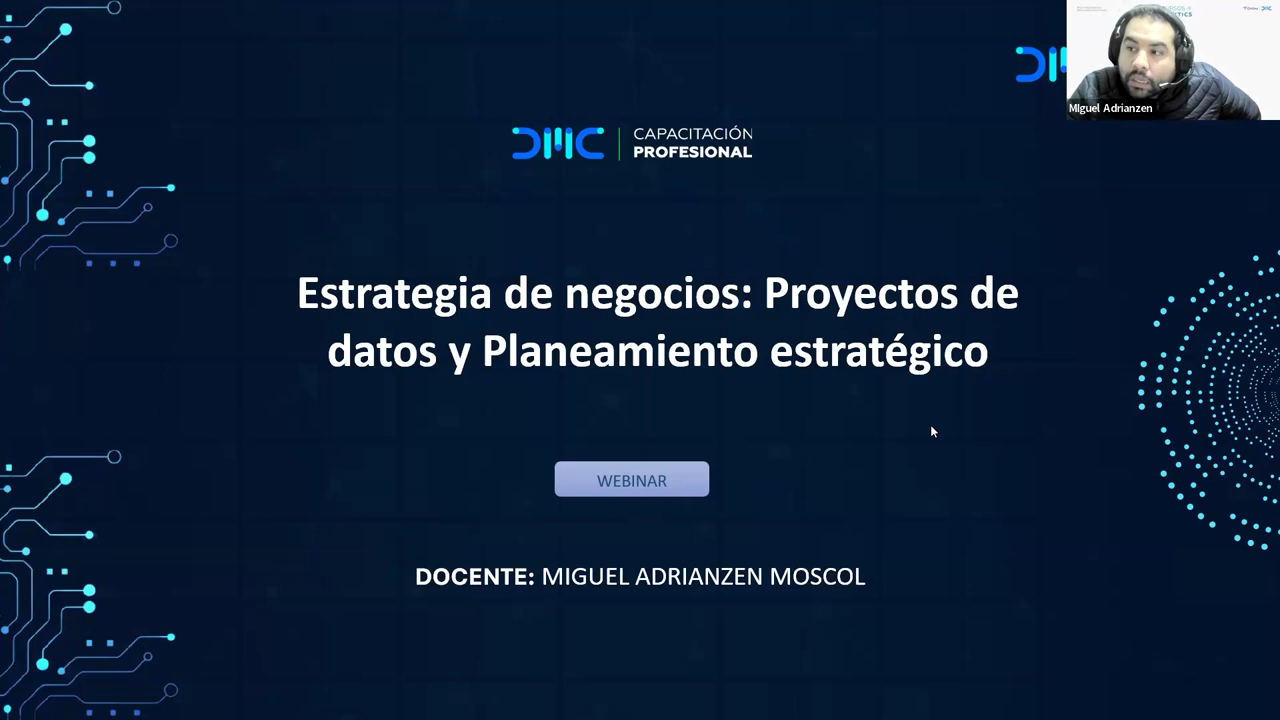 DMC
CAPACITACIÓN
PROFESIONAL
Estrategia de negocios: Proyectos de
datos y Planeamiento estratégico
WEBINAR
DOCENTE: MIGUEL ADRIANZEN MOSCOL
MIguel Adrianzen